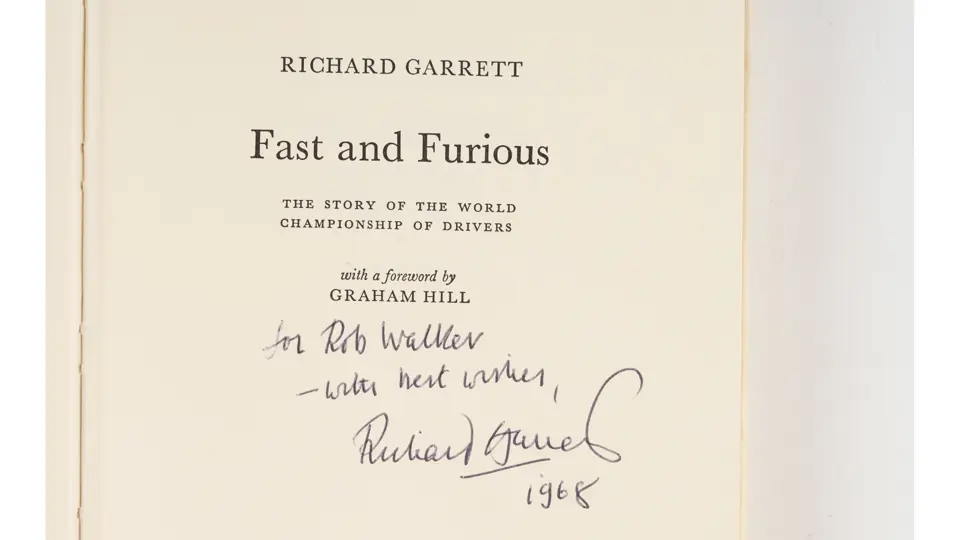 RICHARD GARRETT
Fast and Furious
THE STORY OF THE WORLD
CHAMPIONSHIP OF DRIVERS
with a foreword by
GRAHAM HILL
for Rob Walker
– with best wishes,
Richard Garrett
1968